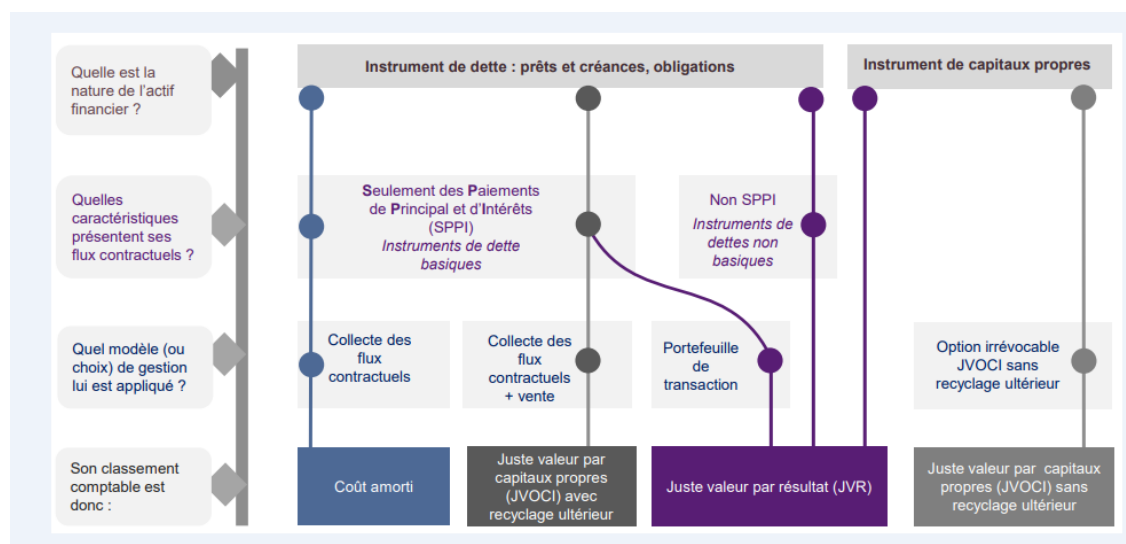 Quelle est la
nature de l'actif
financier ?
Instrument de dette : prêts et créances, obligations
Instrument de capitaux propres
Quelles
caractéristiques
présentent ses
flux contractuels ?
Seulement des Paiements
de Principal et d'Intérêts
(SPPI)
Instruments de dette
basiques
Non SPPI
Instruments de
dettes non
basiques
Quel modèle (ou
choix) de gestion
lui est appliqué ?
Collecte des
flux
contractuels
Collecte des
flux
contractuels
+ vente
Portefeuille
de
transaction
Option irrévocable
JVOCI sans
recyclage ultérieur
Son classement
comptable est
donc :
Coût amorti
Juste valeur par
capitaux propres
(JVOCI) avec
recyclage ultérieur
Juste valeur par résultat (JVR)
Juste valeur par capitaux
propres (JVOCI) sans
recyclage ultérieur